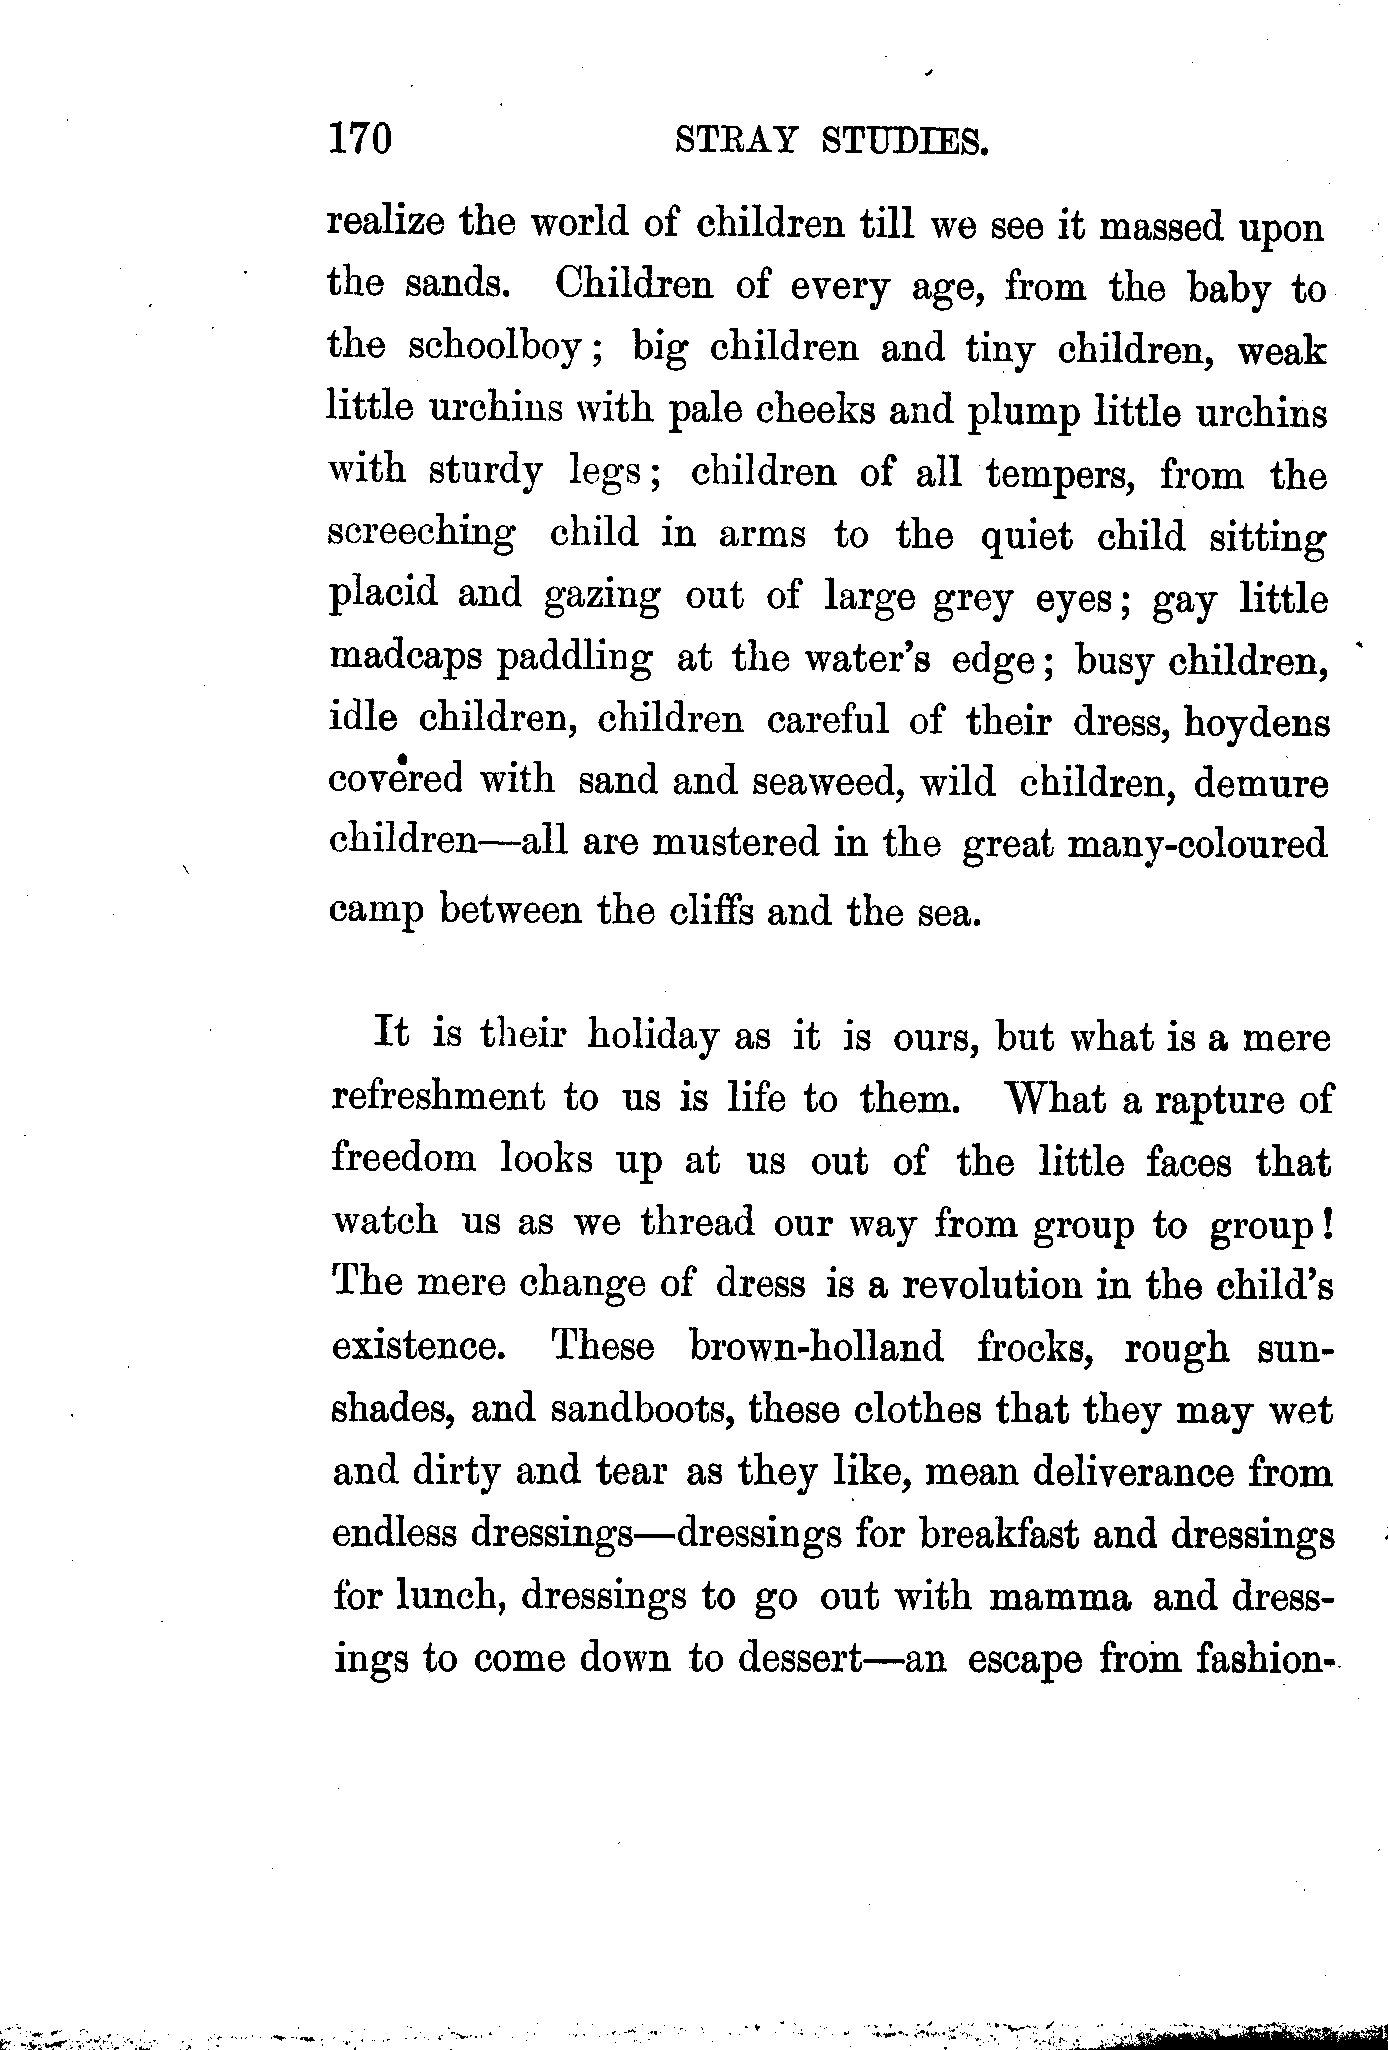 170 STRAY STUDIES.
realize the world of children till we see it massed upon
the sands. Children of every age, from the baby to
the schoolboy; big children and tiny children, weak
little urchins with pale cheeks and plump little urchins
with sturdy legs; children of all tempers, from the
screeching child in arms to the quiet child sitting
placid and gazing out of large grey eyes; gay little
madcaps paddling at the water's edge; busy children,
idle children, children careful of their dress, hoydens
covered with sand and seaweed, wild children, demure
children—all are mustered in the great many-coloured
camp between the cliffs and the sea.
It is their holiday as it is ours, but what is a mere
refreshment to us is life to them. What a rapture of
freedom looks up at us out of the little faces that
watch us as we thread our way from group to group!
The mere change of dress is a revolution in the child's
existence. These brown-holland frocks, rough sun-
shades, and sandboots, these clothes that they may wet
and dirty and tear as they like, mean deliverance from
endless dressings—dressings for breakfast and dressings
for lunch, dressings to go out with mamma and dress-
ings to come down to dessert—an escape from fashion-